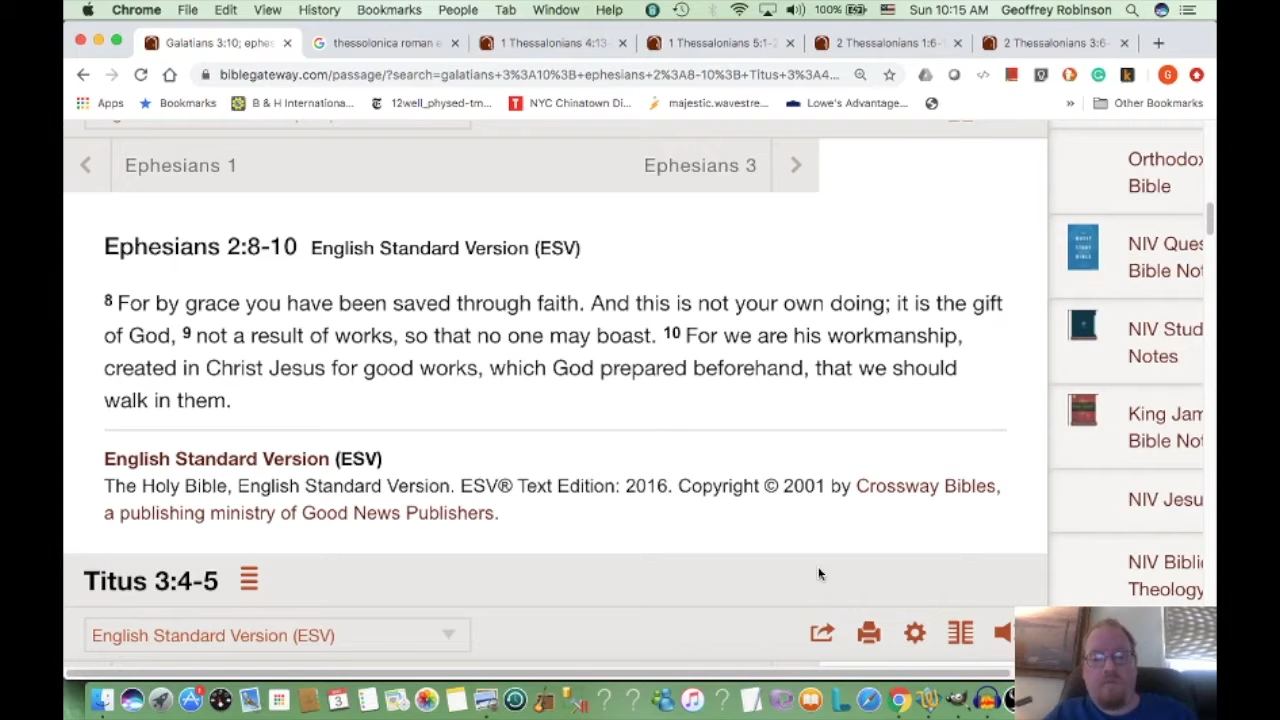 Chrome File Edit View History Bookmarks People Tab Window Help 100% Sun 10:15 AM Geoffrey Robinson
Galatians 3:10; ephes thessolonica roman e 1 Thessalonians 4:13- 1 Thessalonians 5:1-2 2 Thessalonians 1:6- 2 Thessalonians 3:6-
biblegateway.com/passage/?search=galatians+3%3A10%3B+ephesians+2%3A8-10%3B+Titus+3%3A4...
Apps Bookmarks B & H Internationa... 12well_physed-tm... NYC Chinatown Di... majestic.wavestre... Lowe's Advantage... » Other Bookmarks
Ephesians 1 Ephesians 3
Ephesians 2:8-10 English Standard Version (ESV)
8 For by grace you have been saved through faith. And this is not your own doing; it is the gift
of God, 9 not a result of works, so that no one may boast. 10 For we are his workmanship,
created in Christ Jesus for good works, which God prepared beforehand, that we should
walk in them.
English Standard Version (ESV)
The Holy Bible, English Standard Version. ESV® Text Edition: 2016. Copyright © 2001 by Crossway Bibles,
a publishing ministry of Good News Publishers.
Titus 3:4-5
English Standard Version (ESV)
Orthodox
Bible
NIV Ques
Bible Not
NIV Stud
Notes
King Jam
Bible Not
NIV Jesu
NIV Bibli
Theology